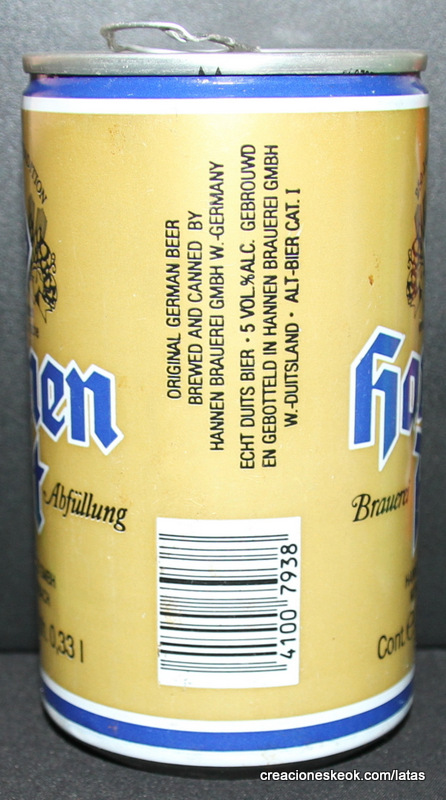 ORIGINAL GERMAN BEER
BREWED AND CANNED BY
HANNEN BRAUEREI GMBH W.-GERMANY
ECHT DUITS BIER · 5 VOL.%ALC. GEBROUWD
EN GEBOTTELD IN HANNEN BRAUEREI GMBH
W.-DUITSLAND · ALT-BIER CAT. I
nen
Abfüllung
0,33 l
Brauerei
Cont.
4100 7938
creacioneskeok.com/latas